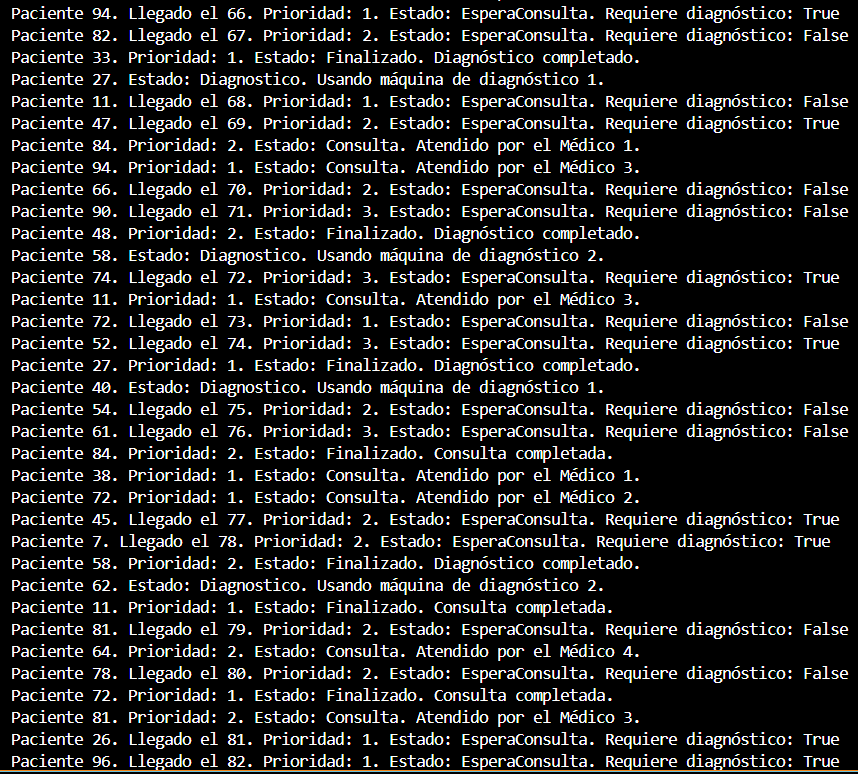 Paciente 94. Llegado el 66. Prioridad: 1. Estado: EsperaConsulta. Requiere diagnóstico: True
Paciente 82. Llegado el 67. Prioridad: 2. Estado: EsperaConsulta. Requiere diagnóstico: False
Paciente 33. Prioridad: 1. Estado: Finalizado. Diagnóstico completado.
Paciente 27. Estado: Diagnostico. Usando máquina de diagnóstico 1.
Paciente 11. Llegado el 68. Prioridad: 1. Estado: EsperaConsulta. Requiere diagnóstico: False
Paciente 47. Llegado el 69. Prioridad: 2. Estado: EsperaConsulta. Requiere diagnóstico: True
Paciente 84. Prioridad: 2. Estado: Consulta. Atendido por el Médico 1.
Paciente 94. Prioridad: 1. Estado: Consulta. Atendido por el Médico 3.
Paciente 66. Llegado el 70. Prioridad: 2. Estado: EsperaConsulta. Requiere diagnóstico: False
Paciente 90. Llegado el 71. Prioridad: 3. Estado: EsperaConsulta. Requiere diagnóstico: False
Paciente 48. Prioridad: 2. Estado: Finalizado. Diagnóstico completado.
Paciente 58. Estado: Diagnostico. Usando máquina de diagnóstico 2.
Paciente 74. Llegado el 72. Prioridad: 3. Estado: EsperaConsulta. Requiere diagnóstico: True
Paciente 11. Prioridad: 1. Estado: Consulta. Atendido por el Médico 3.
Paciente 72. Llegado el 73. Prioridad: 1. Estado: EsperaConsulta. Requiere diagnóstico: False
Paciente 52. Llegado el 74. Prioridad: 3. Estado: EsperaConsulta. Requiere diagnóstico: True
Paciente 27. Prioridad: 1. Estado: Finalizado. Diagnóstico completado.
Paciente 40. Estado: Diagnostico. Usando máquina de diagnóstico 1.
Paciente 54. Llegado el 75. Prioridad: 2. Estado: EsperaConsulta. Requiere diagnóstico: False
Paciente 61. Llegado el 76. Prioridad: 3. Estado: EsperaConsulta. Requiere diagnóstico: False
Paciente 84. Prioridad: 2. Estado: Finalizado. Consulta completada.
Paciente 38. Prioridad: 1. Estado: Consulta. Atendido por el Médico 1.
Paciente 72. Prioridad: 1. Estado: Consulta. Atendido por el Médico 2.
Paciente 45. Llegado el 77. Prioridad: 2. Estado: EsperaConsulta. Requiere diagnóstico: True
Paciente 7. Llegado el 78. Prioridad: 2. Estado: EsperaConsulta. Requiere diagnóstico: True
Paciente 58. Prioridad: 2. Estado: Finalizado. Diagnóstico completado.
Paciente 62. Estado: Diagnostico. Usando máquina de diagnóstico 2.
Paciente 11. Prioridad: 1. Estado: Finalizado. Consulta completada.
Paciente 81. Llegado el 79. Prioridad: 2. Estado: EsperaConsulta. Requiere diagnóstico: False
Paciente 64. Prioridad: 2. Estado: Consulta. Atendido por el Médico 4.
Paciente 78. Llegado el 80. Prioridad: 2. Estado: EsperaConsulta. Requiere diagnóstico: False
Paciente 72. Prioridad: 1. Estado: Finalizado. Consulta completada.
Paciente 81. Prioridad: 2. Estado: Consulta. Atendido por el Médico 3.
Paciente 26. Llegado el 81. Prioridad: 1. Estado: EsperaConsulta. Requiere diagnóstico: True
Paciente 96. Llegado el 82. Prioridad: 1. Estado: EsperaConsulta. Requiere diagnóstico: True